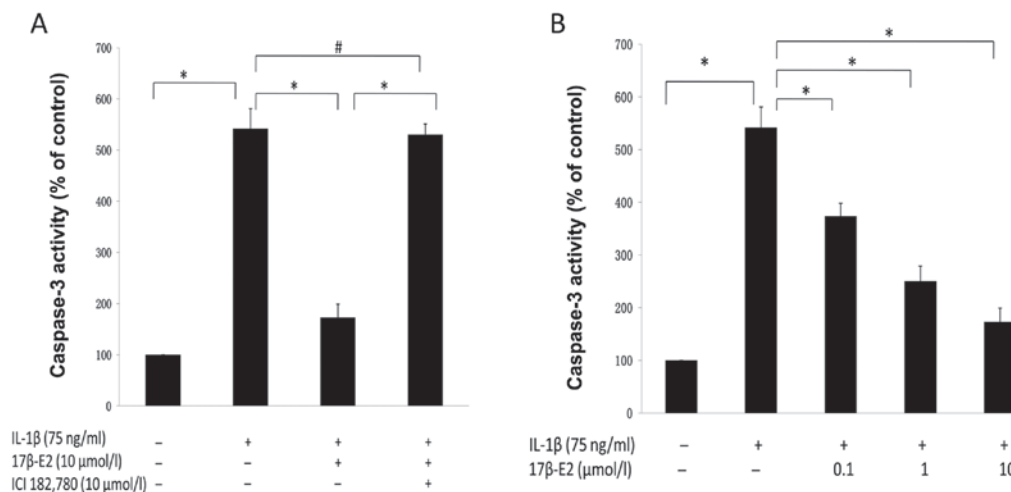 A
Caspase-3 activity (% of control)
700
600
500
400
300
200
100
0
*
*
#
*
IL-1β (75 ng/ml) – + + +
17β-E2 (10 μmol/l) – – + +
ICI 182,780 (10 μmol/l) – – – +
B
Caspase-3 activity (% of control)
700
600
500
400
300
200
100
0
*
*
*
*
IL-1β (75 ng/ml) – + + + +
17β-E2 (μmol/l) – – 0.1 1 10